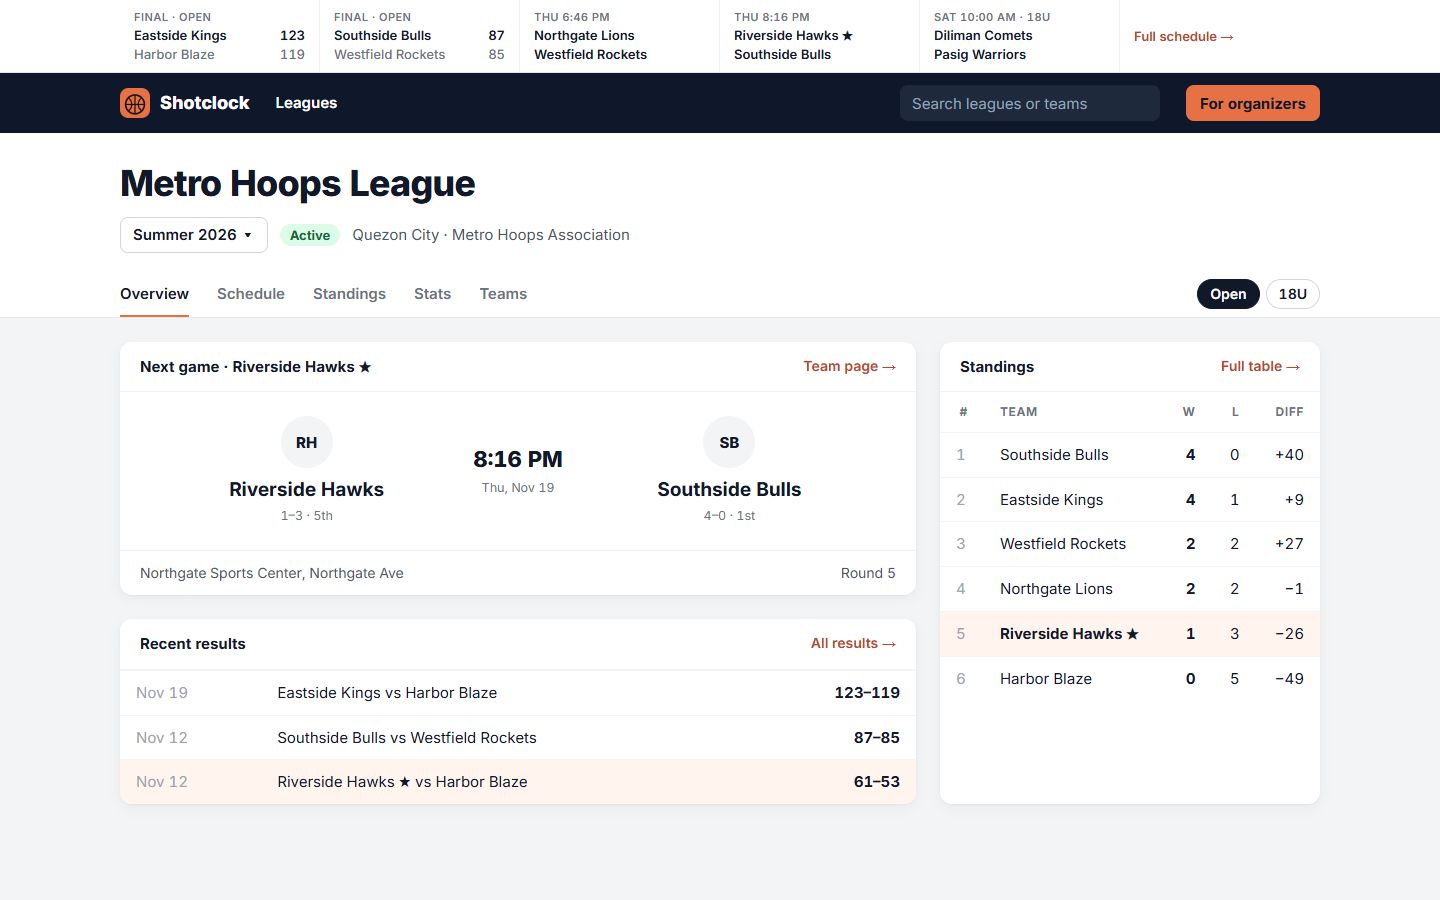 FINAL · OPEN
Eastside Kings 123
Harbor Blaze 119
FINAL · OPEN
Southside Bulls 87
Westfield Rockets 85
THU 6:46 PM
Northgate Lions
Westfield Rockets
THU 8:16 PM
Riverside Hawks ★
Southside Bulls
SAT 10:00 AM · 18U
Diliman Comets
Pasig Warriors
Full schedule →
Shotclock Leagues Search leagues or teams For organizers
Metro Hoops League
Summer 2026 ▾ Active Quezon City · Metro Hoops Association
Overview Schedule Standings Stats Teams Open 18U
Next game · Riverside Hawks ★ Team page →
RH
Riverside Hawks
1–3 · 5th
8:16 PM
Thu, Nov 19
SB
Southside Bulls
4–0 · 1st
Northgate Sports Center, Northgate Ave Round 5
Recent results All results →
Nov 19 Eastside Kings vs Harbor Blaze 123–119
Nov 12 Southside Bulls vs Westfield Rockets 87–85
Nov 12 Riverside Hawks ★ vs Harbor Blaze 61–53
Standings Full table →
# TEAM W L DIFF
1 Southside Bulls 4 0 +40
2 Eastside Kings 4 1 +9
3 Westfield Rockets 2 2 +27
4 Northgate Lions 2 2 −1
5 Riverside Hawks ★ 1 3 −26
6 Harbor Blaze 0 5 −49